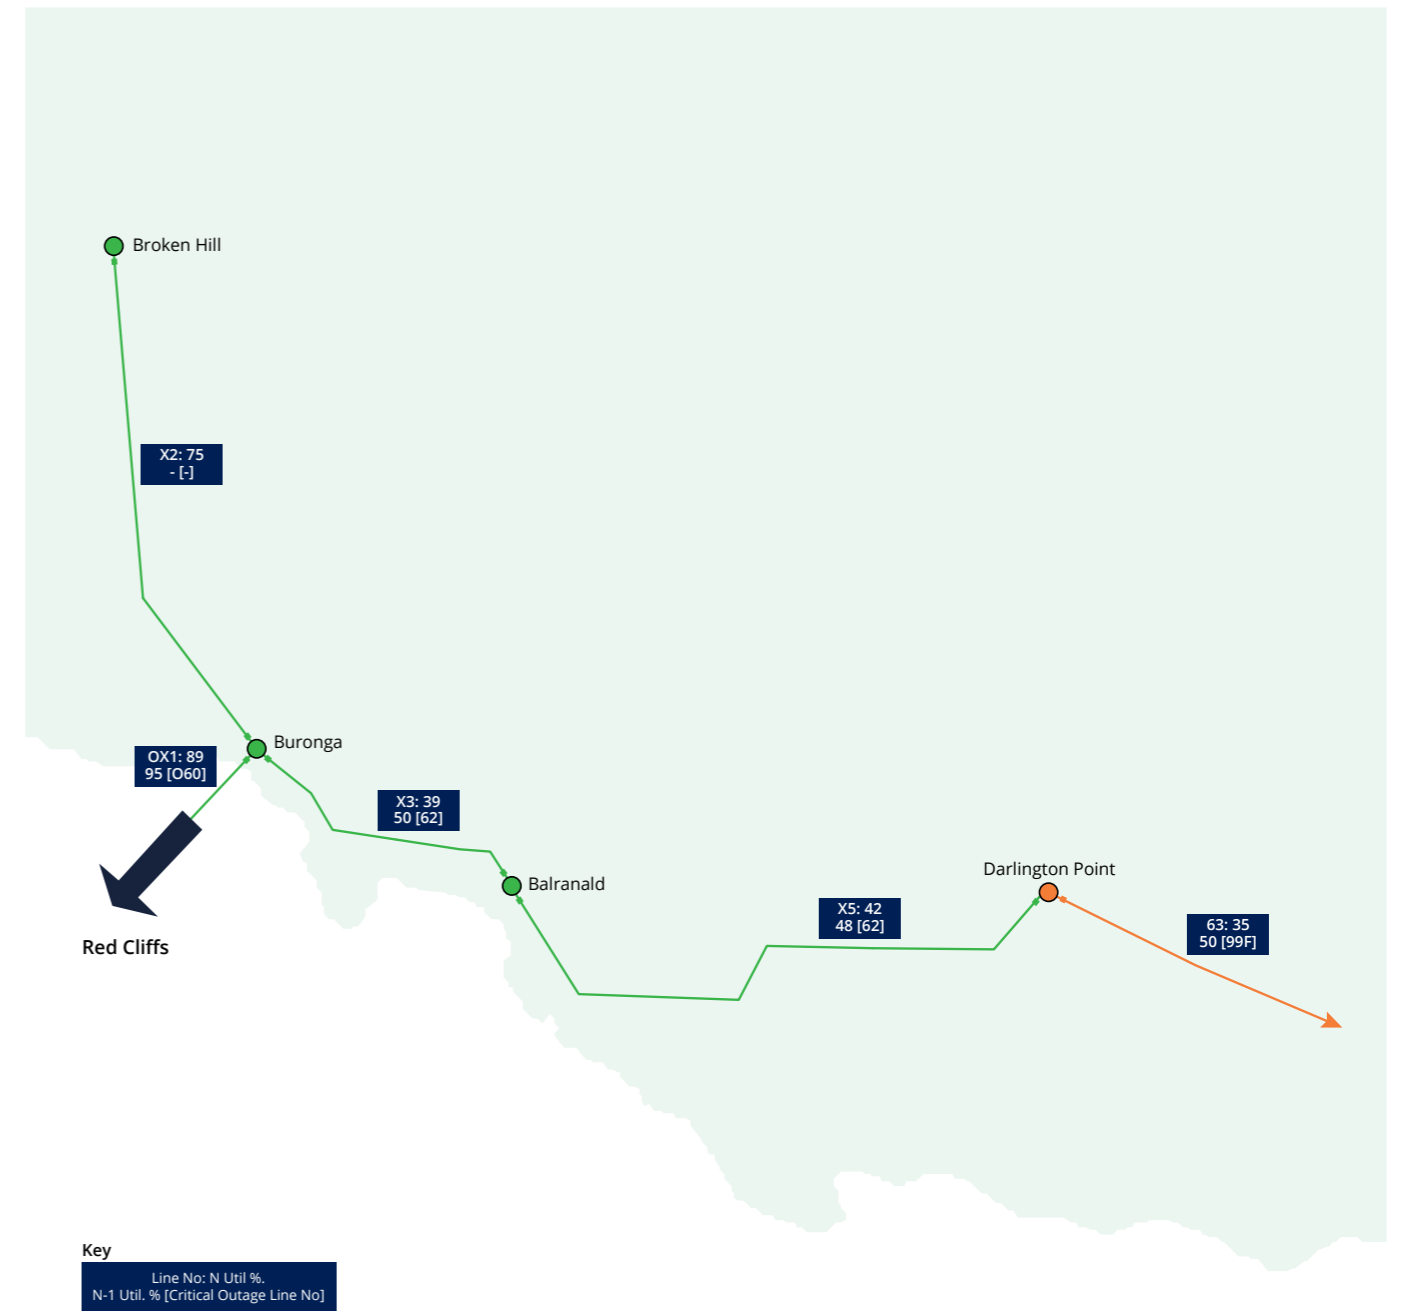 Broken Hill
X2: 75
- [-]
Buronga
OX1: 89
95 [O60]
X3: 39
50 [62]
Balranald
Darlington Point
X5: 42
48 [62]
63: 35
50 [99F]
Red Cliffs
Key
Line No: N Util %.
N-1 Util. % [Critical Outage Line No]